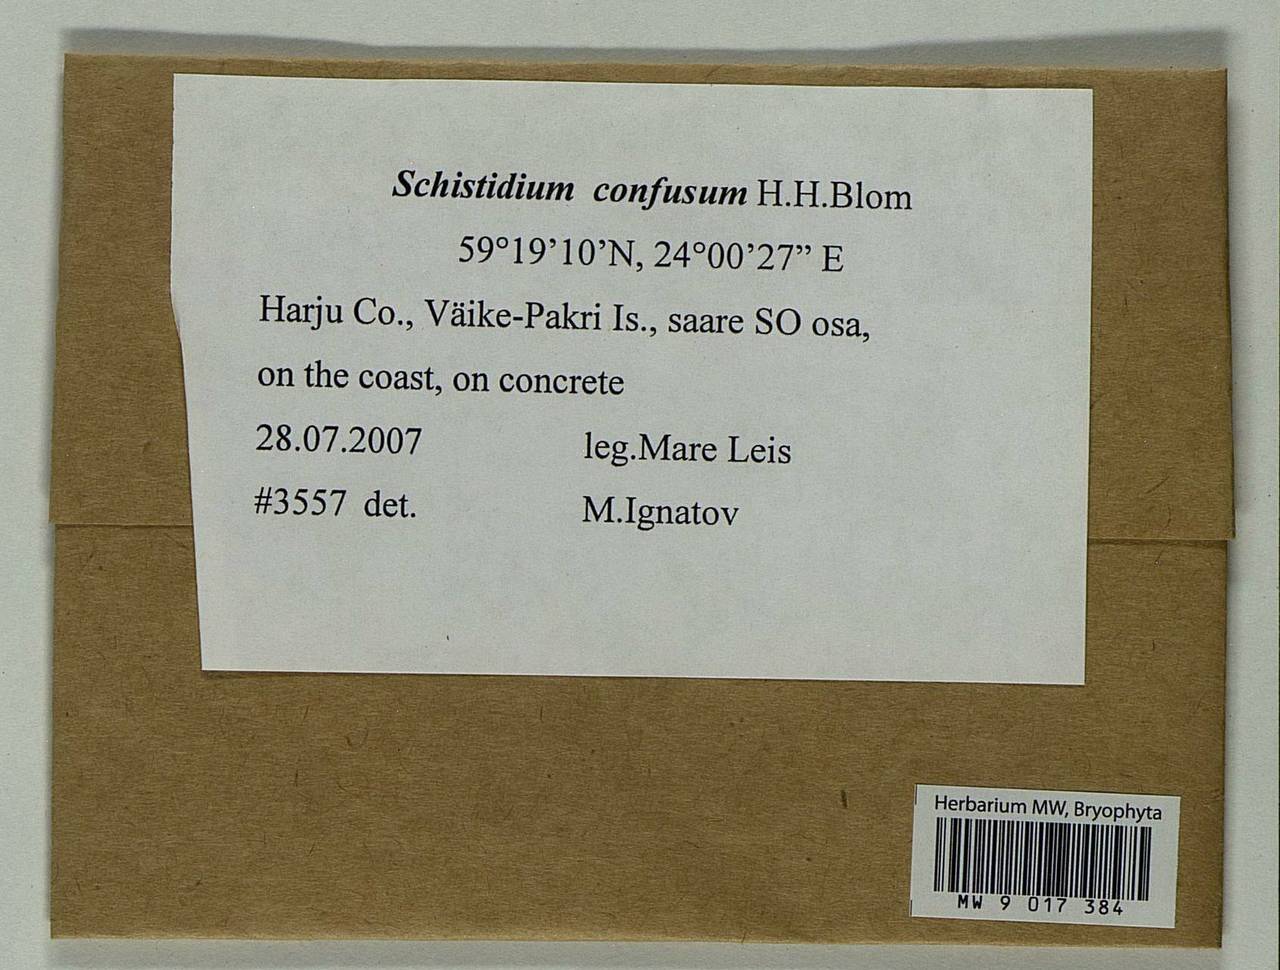 Schistidium confusum H.H.Blom
59°19’10’N, 24°00’27” E
Harju Co., Väike-Pakri Is., saare SO osa,
on the coast, on concrete
28.07.2007 leg.Mare Leis
#3557 det. M.Ignatov
Herbarium MW, Bryophyta
MW 9 017 384